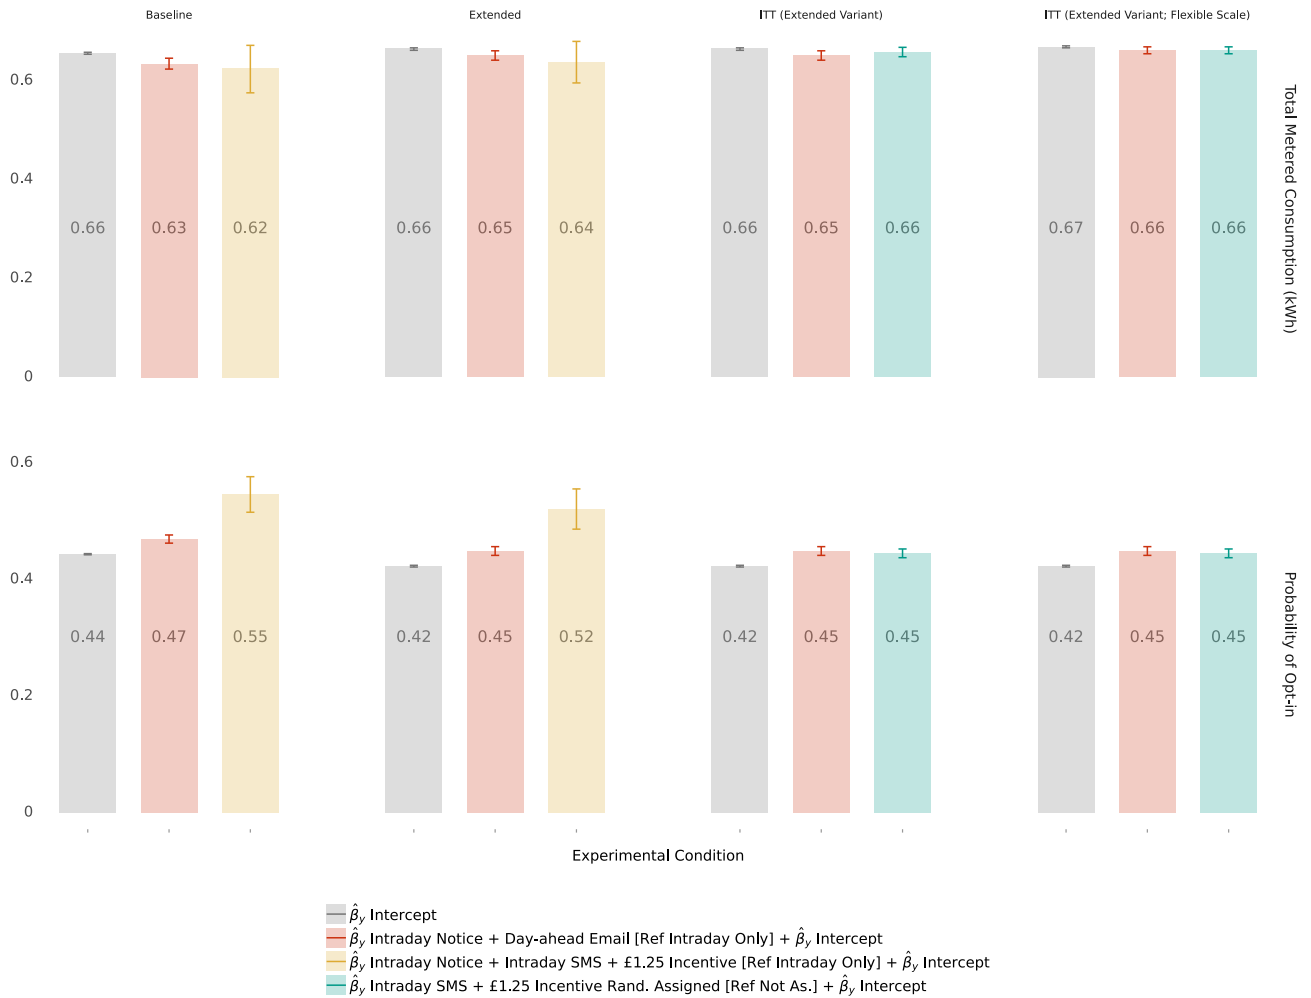 Baseline
Extended
ITT (Extended Variant)
ITT (Extended Variant; Flexible Scale)
0.6
0.4
0.2
0
0.66
0.63
0.62
0.66
0.65
0.64
0.66
0.65
0.66
0.67
0.66
0.66
Total Metered Consumption (kWh)
0.6
0.4
0.2
0
0.44
0.47
0.55
0.42
0.45
0.52
0.42
0.45
0.45
0.42
0.45
0.45
Probability of Opt-in
Experimental Condition
β̂y Intercept
β̂y Intraday Notice + Day-ahead Email [Ref Intraday Only] + β̂y Intercept
β̂y Intraday Notice + Intraday SMS + £1.25 Incentive [Ref Intraday Only] + β̂y Intercept
β̂y Intraday SMS + £1.25 Incentive Rand. Assigned [Ref Not As.] + β̂y Intercept